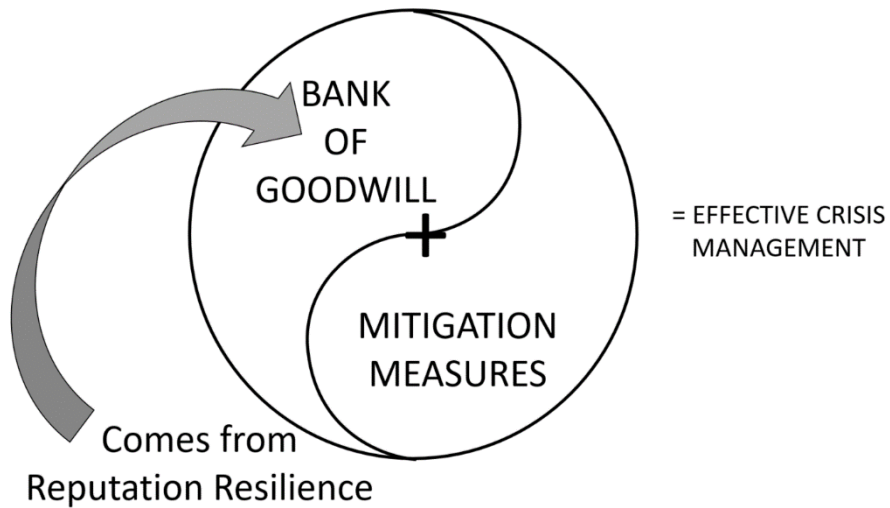 BANK
OF
GOODWILL
+
= EFFECTIVE CRISIS
MANAGEMENT
MITIGATION
MEASURES
Comes from
Reputation Resilience